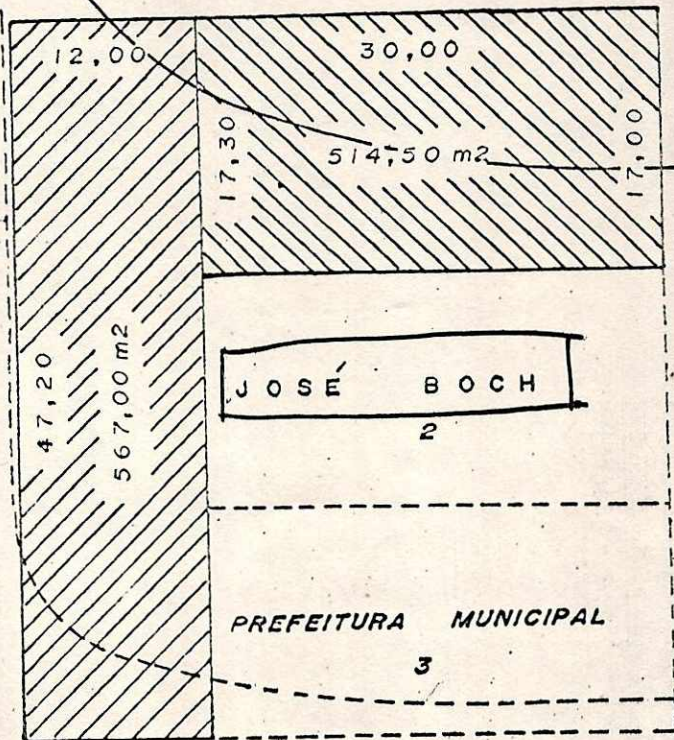 12,00
30,00
17,30
514,50 m2
17,00
47,20
567,00 m2
JOSÉ BOCH
2
PREFEITURA MUNICIPAL
3